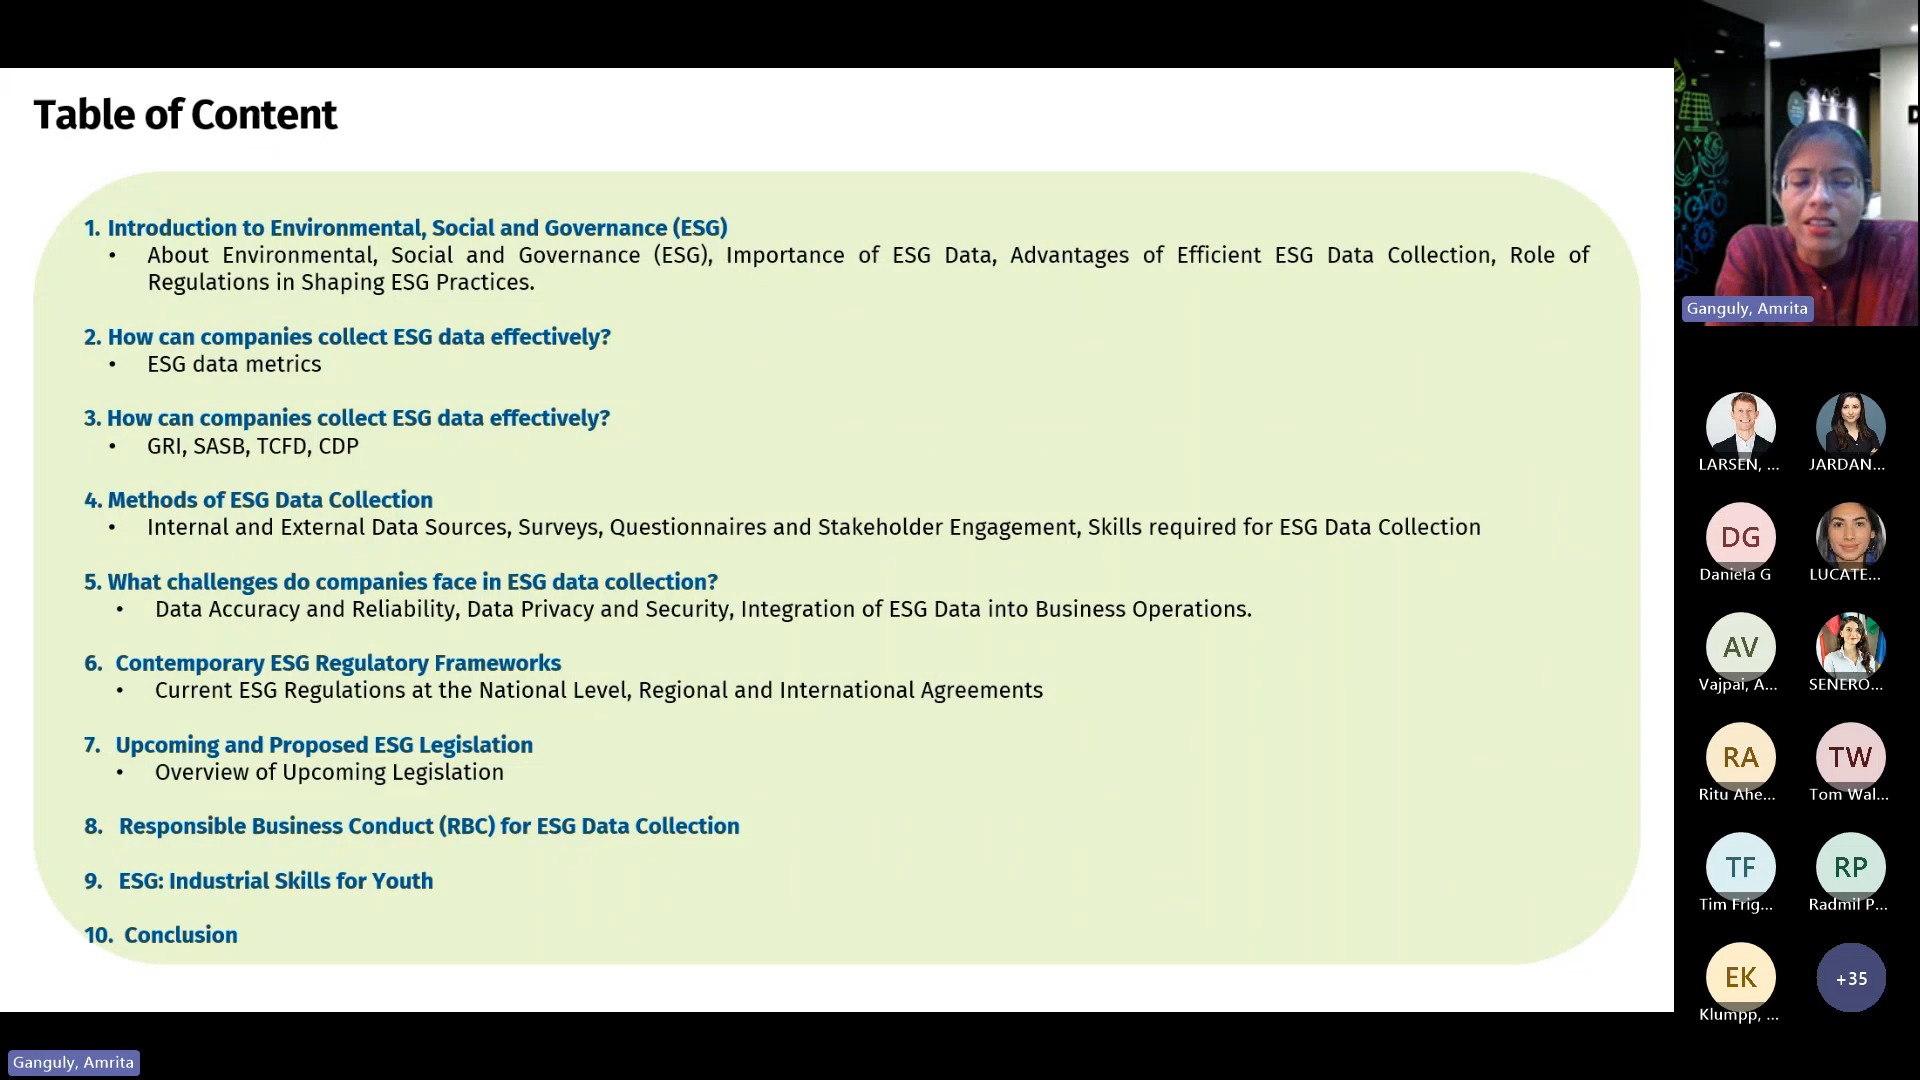 Table of Content
1. Introduction to Environmental, Social and Governance (ESG)
• About Environmental, Social and Governance (ESG), Importance of ESG Data, Advantages of Efficient ESG Data Collection, Role of
Regulations in Shaping ESG Practices.
2. How can companies collect ESG data effectively?
• ESG data metrics
3. How can companies collect ESG data effectively?
• GRI, SASB, TCFD, CDP
4. Methods of ESG Data Collection
• Internal and External Data Sources, Surveys, Questionnaires and Stakeholder Engagement, Skills required for ESG Data Collection
5. What challenges do companies face in ESG data collection?
• Data Accuracy and Reliability, Data Privacy and Security, Integration of ESG Data into Business Operations.
6. Contemporary ESG Regulatory Frameworks
• Current ESG Regulations at the National Level, Regional and International Agreements
7. Upcoming and Proposed ESG Legislation
• Overview of Upcoming Legislation
8. Responsible Business Conduct (RBC) for ESG Data Collection
9. ESG: Industrial Skills for Youth
10. Conclusion
Ganguly, Amrita
D
Ganguly, Amrita
LARSEN, ...
JARDAN...
DG
Daniela G
LUCATE...
AV
Vajpai, A...
SENERO...
RA
Ritu Ahe...
TW
Tom Wal...
TF
Tim Frig...
RP
Radmil P...
EK
Klumpp, ...
+35